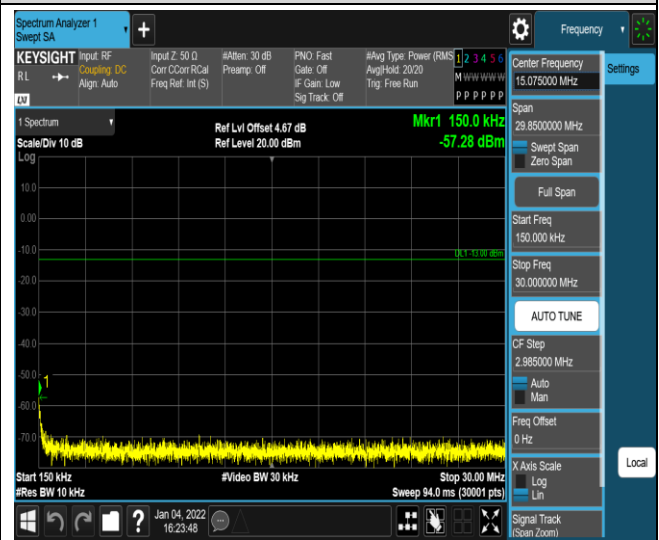 Spectrum Analyzer 1
Swept SA
+
Frequency
KEYSIGHT
RL
LXI
Input: RF
Coupling: DC
Align: Auto
Input Z: 50 Ω
Corr CCorr RCal
Freq Ref: Int (S)
#Atten: 30 dB
Preamp: Off
PNO: Fast
Gate: Off
IF Gain: Low
Sig Track: Off
#Avg Type: Power (RMS
Avg|Hold: 20/20
Trig: Free Run
1 2 3 4 5 6
M W W W W W
P P P P P P
1 Spectrum
Scale/Div 10 dB
Log
Ref Lvl Offset 4.67 dB
Ref Level 20.00 dBm
Mkr1 150.0 kHz
-57.28 dBm
10.0
0.00
-10.0
DL1 -13.00 dBm
-20.0
-30.0
-40.0
-50.0
1
-60.0
-70.0
Start 150 kHz
#Res BW 10 kHz
#Video BW 30 kHz
Stop 30.00 MHz
Sweep 94.0 ms (30001 pts)
?
Jan 04, 2022
16:23:48
Center Frequency
15.075000 MHz
Settings
Span
29.8500000 MHz
Swept Span
Zero Span
Full Span
Start Freq
150.000 kHz
Stop Freq
30.000000 MHz
AUTO TUNE
CF Step
2.985000 MHz
Auto
Man
Freq Offset
0 Hz
X Axis Scale
Log
Lin
Local
Signal Track
(Span Zoom)